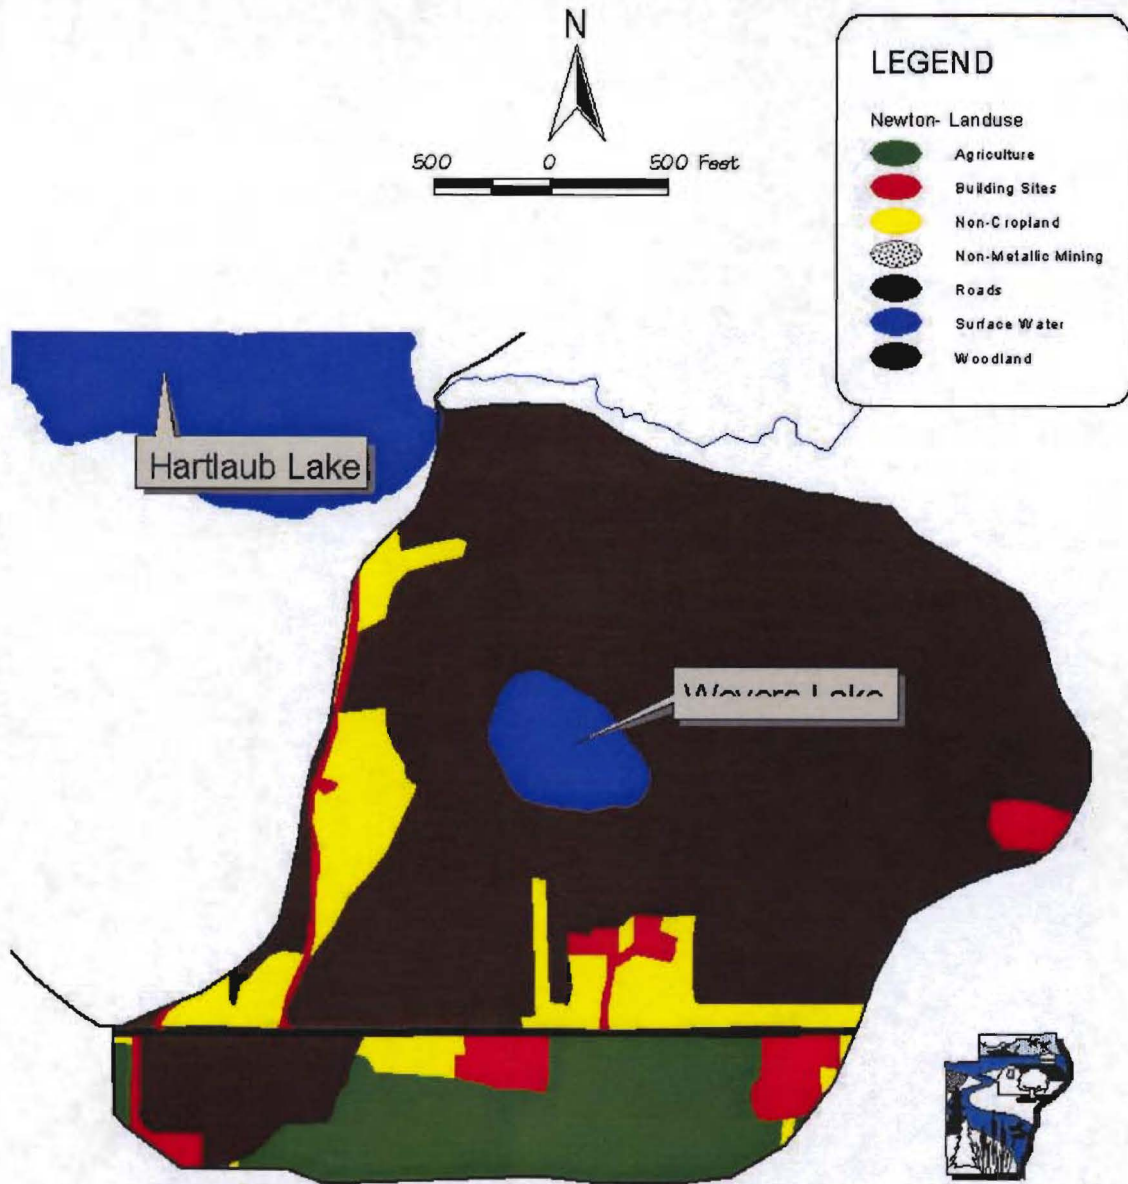 N
500 0 500 Feet
LEGEND
Newton- Landuse
Agriculture
Building Sites
Non-Cropland
Non-Metallic Mining
Roads
Surface Water
Woodland
Hartlaub Lake
Lake